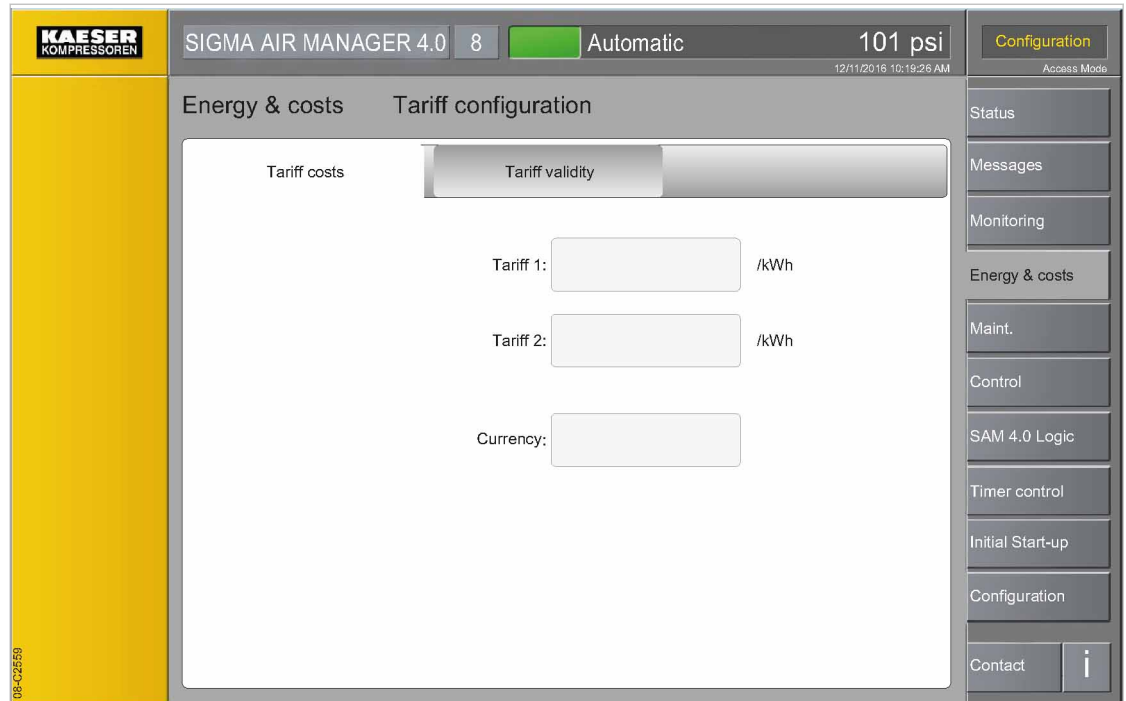 KAESER
KOMPRESSOREN
SIGMA AIR MANAGER 4.0 8 Automatic 101 psi
12/11/2016 10:19:26 AM
Configuration
Access Mode
Energy & costs Tariff configuration
Tariff costs Tariff validity
Tariff 1: /kWh
Tariff 2: /kWh
Currency:
Status
Messages
Monitoring
Energy & costs
Maint.
Control
SAM 4.0 Logic
Timer control
Initial Start-up
Configuration
Contact i
08-C2559